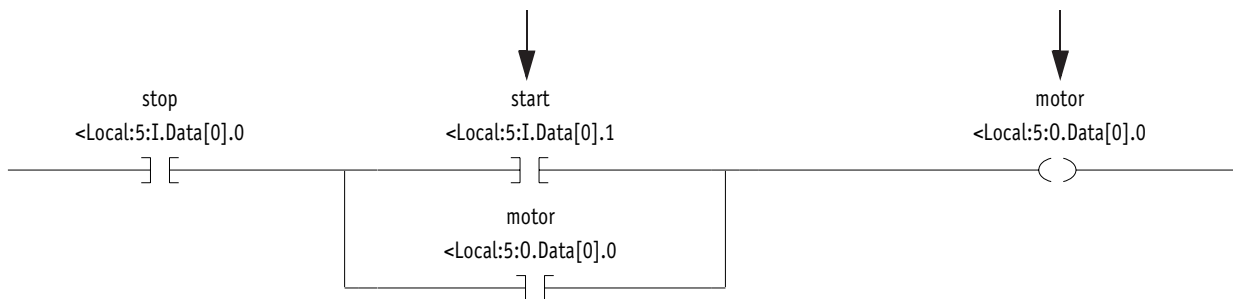 stop
<Local:5:I.Data[0].0
start
<Local:5:I.Data[0].1
motor
<Local:5:O.Data[0].0
motor
<Local:5:O.Data[0].0